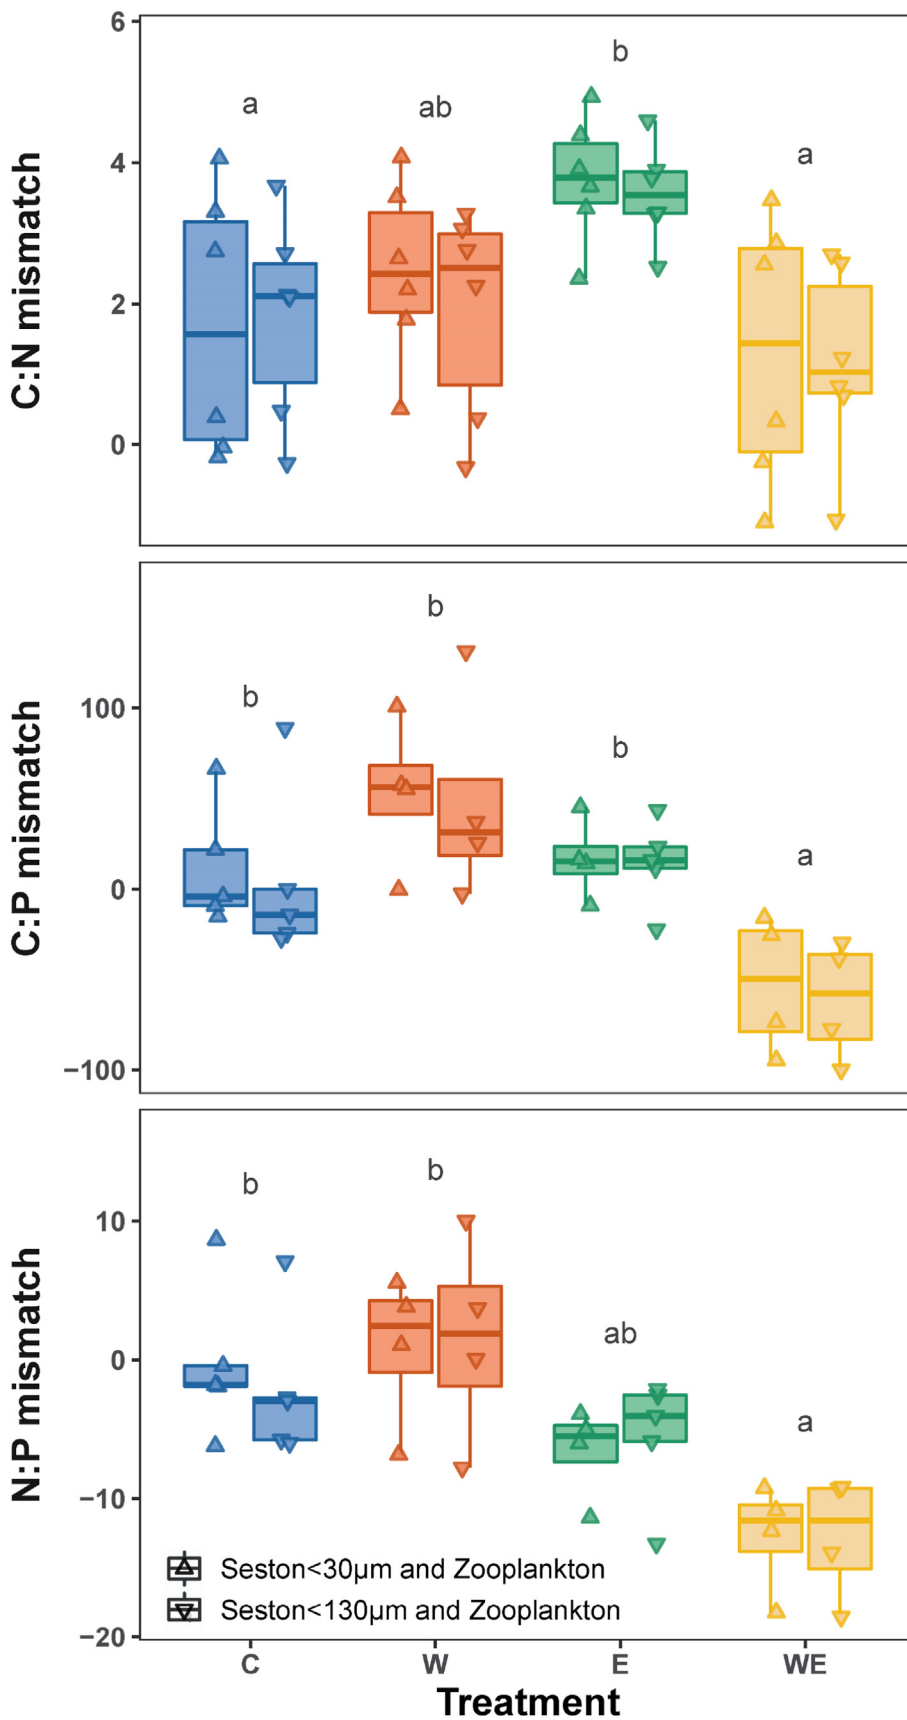 C:N mismatch
6
4
2
0
a
ab
b
a
C:P mismatch
100
0
−100
b
b
b
a
N:P mismatch
10
0
−10
−20
b
b
ab
a
Seston<30µm and Zooplankton
Seston<130µm and Zooplankton
C
W
E
WE
Treatment